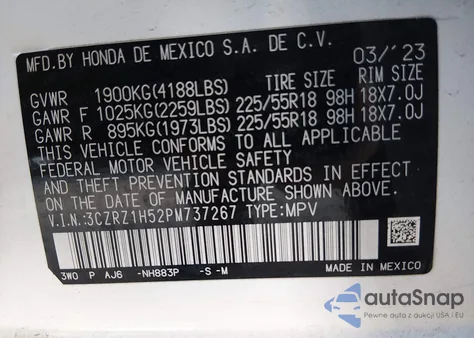 MFD.BY HONDA DE MEXICO S.A. DE C.V.
03/'23
TIRE SIZE RIM SIZE
GVWR 1900KG(4188LBS)
GAWR F 1025KG(2259LBS) 225/55R18 98H 18X7.0J
GAWR R 895KG(1973LBS) 225/55R18 98H 18X7.0J
THIS VEHICLE CONFORMS TO ALL APPLICABLE
FEDERAL MOTOR VEHICLE SAFETY
AND THEFT PREVENTION STANDARDS IN EFFECT
ON THE DATE OF MANUFACTURE SHOWN ABOVE.
V.I.N:3CZRZ1H52PM737267 TYPE:MPV
3W0 P AJ6 -NH883P -S -M
MADE IN MEXICO
autoSnap
Pewne auta z aukcji USA i EU